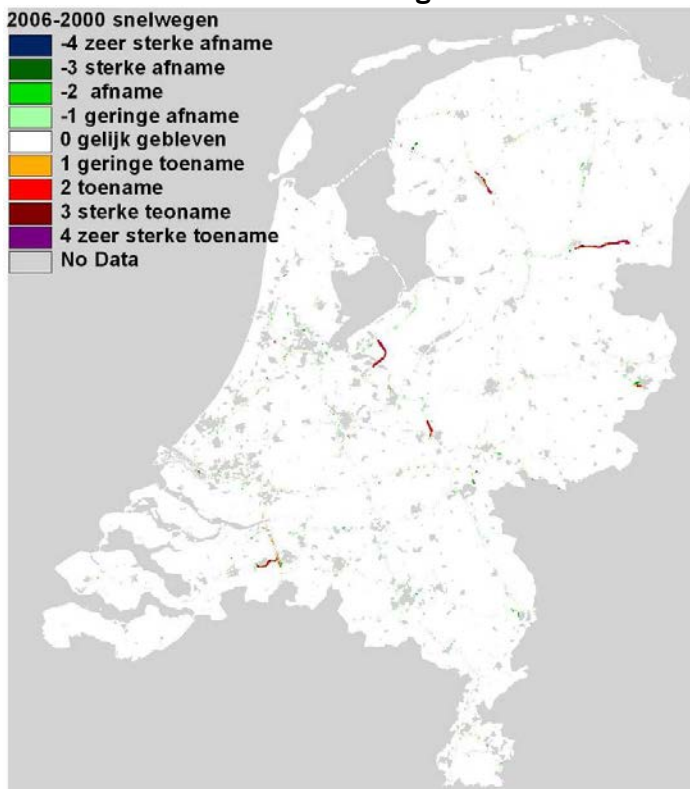 2006-2000 snelwegen
-4 zeer sterke afname
-3 sterke afname
-2 afname
-1 geringe afname
0 gelijk gebleven
1 geringe toename
2 toename
3 sterke teoname
4 zeer sterke toename
No Data